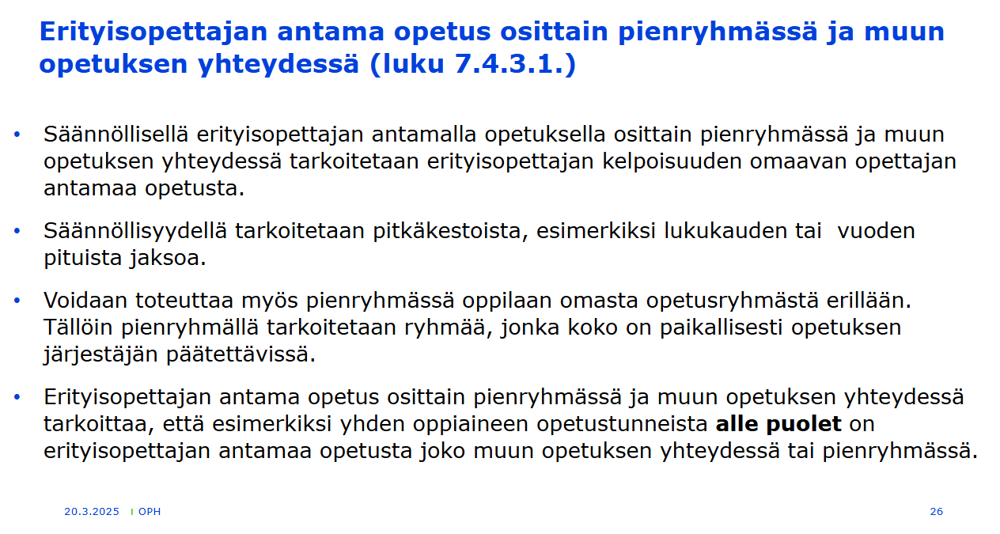 Erityisopettajan antama opetus osittain pienryhmässä ja muun
opetuksen yhteydessä (luku 7.4.3.1.)
• Säännöllisellä erityisopettajan antamalla opetuksella osittain pienryhmässä ja muun
opetuksen yhteydessä tarkoitetaan erityisopettajan kelpoisuuden omaavan opettajan
antamaa opetusta.
• Säännöllisyydellä tarkoitetaan pitkäkestoista, esimerkiksi lukukauden tai  vuoden
pituista jaksoa.
• Voidaan toteuttaa myös pienryhmässä oppilaan omasta opetusryhmästä erillään.
Tällöin pienryhmällä tarkoitetaan ryhmää, jonka koko on paikallisesti opetuksen
järjestäjän päätettävissä.
• Erityisopettajan antama opetus osittain pienryhmässä ja muun opetuksen yhteydessä
tarkoittaa, että esimerkiksi yhden oppiaineen opetustunneista alle puolet on
erityisopettajan antamaa opetusta joko muun opetuksen yhteydessä tai pienryhmässä.
20.3.2025 | OPH 26